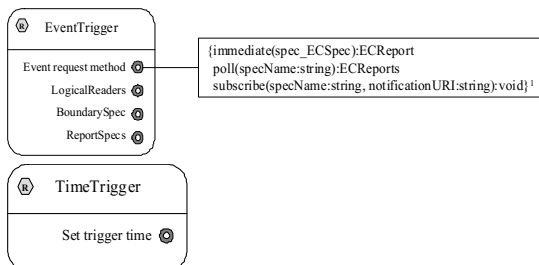 R EventTrigger
Event request method
LogicalReaders
BoundarySpec
ReportSpecs
{immediate(spec_ECSpec):ECReport
poll(specName:string):ECReports
subscribe(specName:string, notificationURI:string):void}¹
R TimeTrigger
Set trigger time